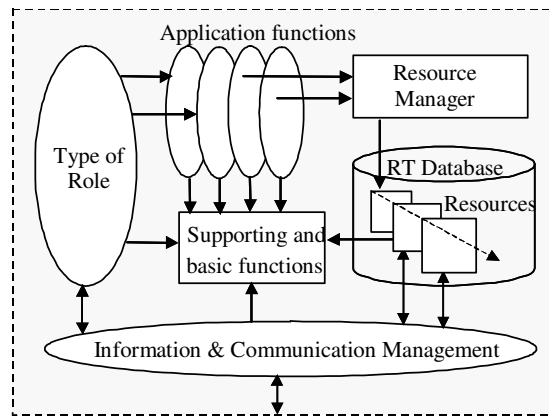 Application functions
Resource
Manager
Type of
Role
RT Database
Resources
Supporting and
basic functions
Information & Communication Management